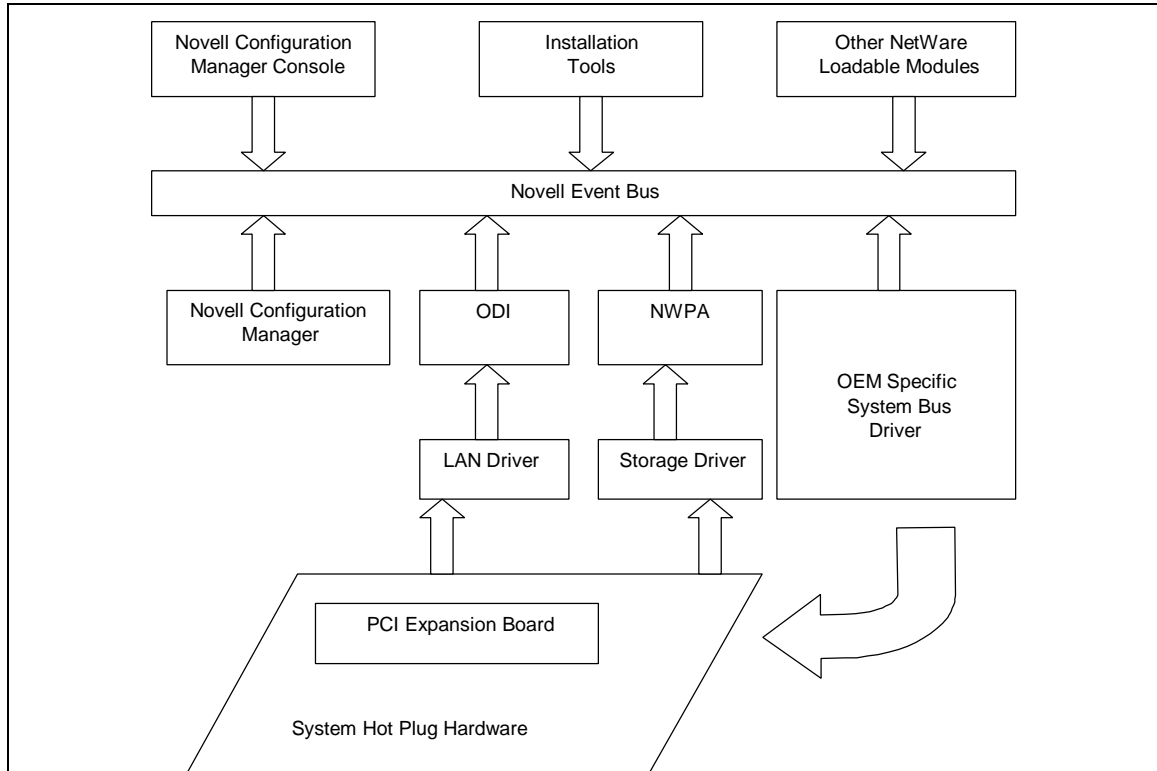 Novell Configuration
Manager Console
Installation
Tools
Other NetWare
Loadable Modules
Novell Event Bus
Novell Configuration
Manager
ODI
NWPA
OEM Specific
System Bus
Driver
LAN Driver
Storage Driver
PCI Expansion Board
System Hot Plug Hardware